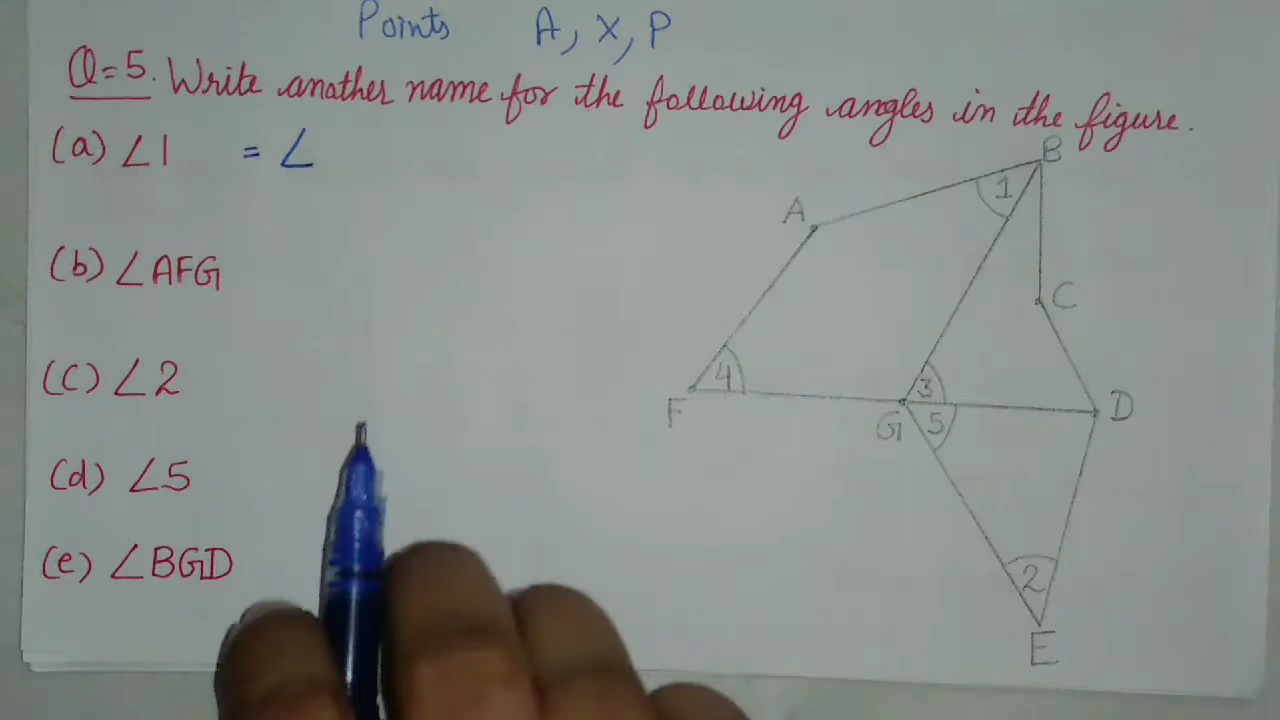 Points A, X, P
Q=5. Write another name for the following angles in the figure.
(a) ∠1 = ∠
(b) ∠AFG
(c) ∠2
(d) ∠5
(e) ∠BGD
B
1
A
C
4
3
F
G
5
D
2
E